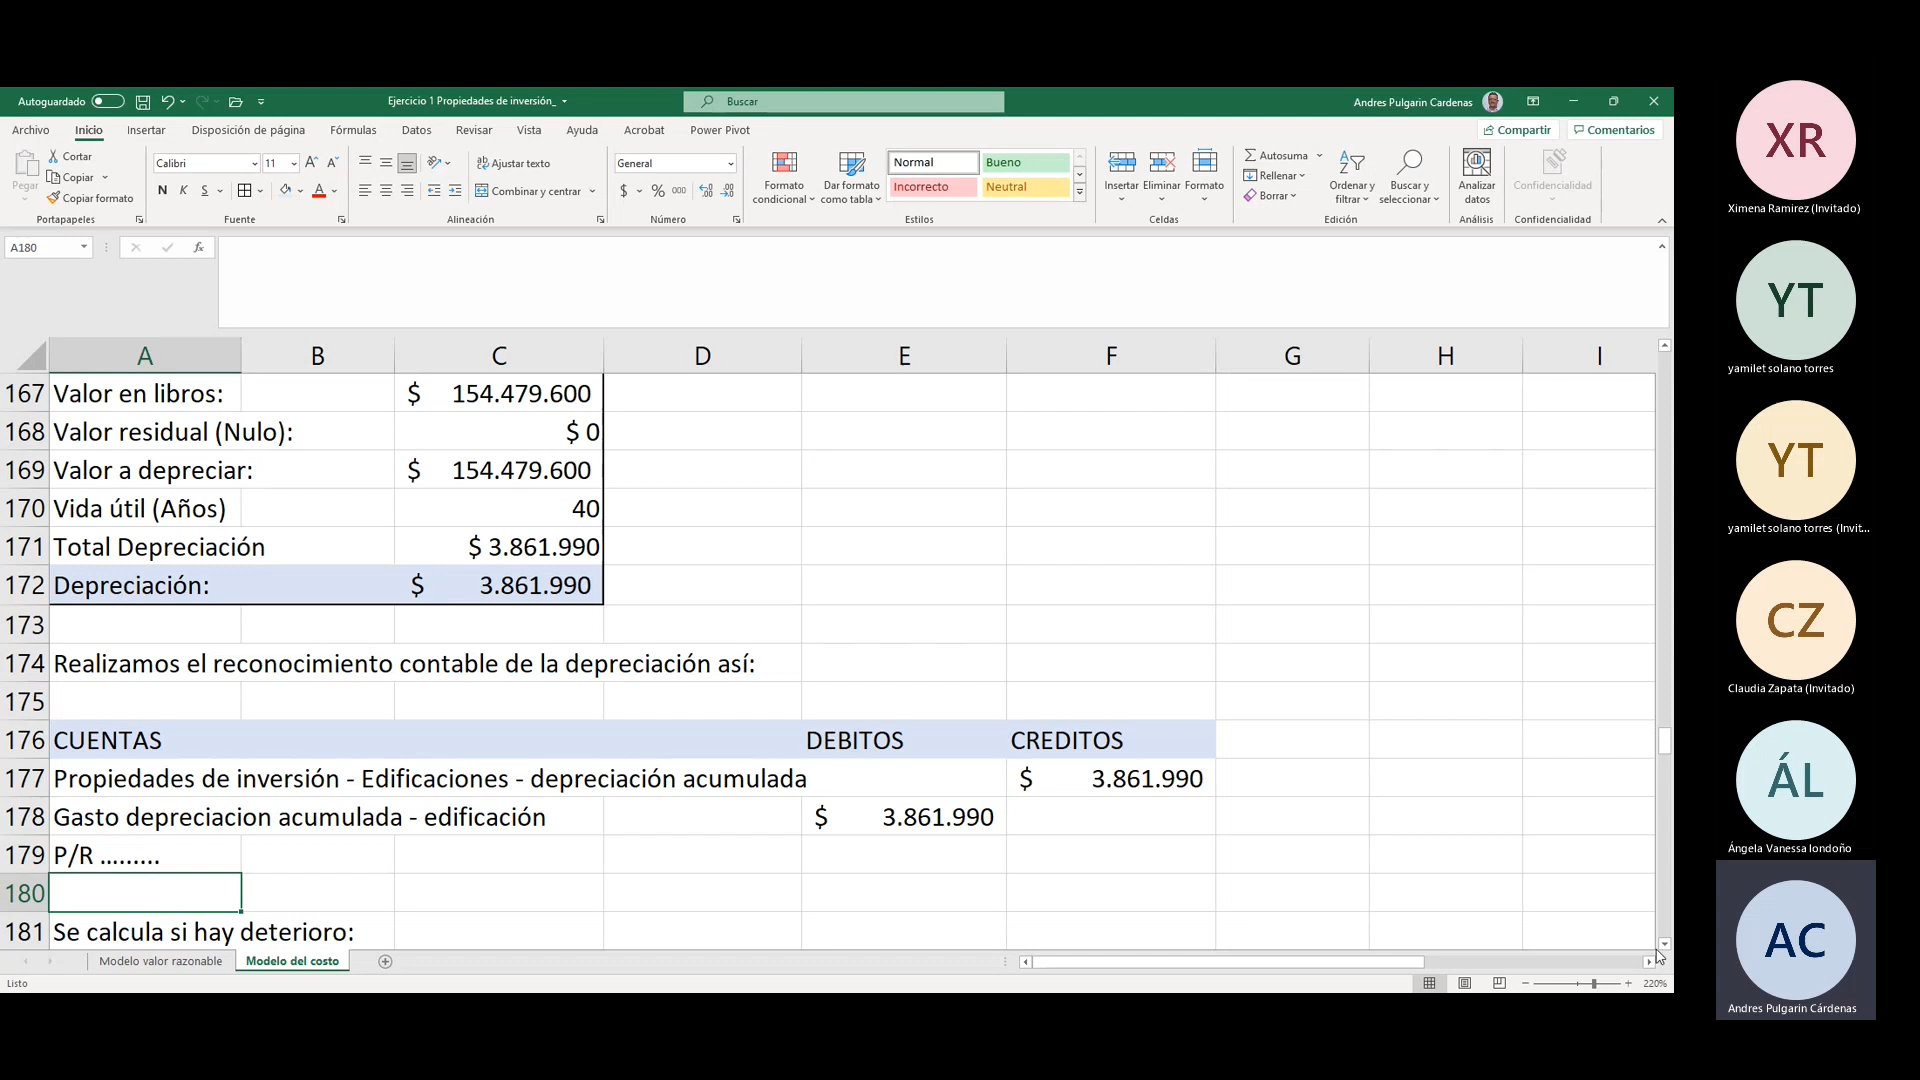 Autoguardado
Ejercicio 1 Propiedades de inversión_
Buscar
Andres Pulgarin Cardenas
Archivo Inicio Insertar Disposición de página Fórmulas Datos Revisar Vista Ayuda Acrobat Power Pivot
Compartir Comentarios
Pegar
Cortar
Copiar
Copiar formato
Portapapeles
Calibri 11
N K S
Fuente
Ajustar texto
Combinar y centrar
Alineación
General
$ % 000
Número
Formato condicional
Dar formato como tabla
Normal Bueno
Incorrecto Neutral
Estilos
Insertar Eliminar Formato
Celdas
Autosuma
Rellenar
Borrar
Ordenar y filtrar
Buscar y seleccionar
Edición
Analizar datos
Análisis
Confidencialidad
Confidencialidad
A180
fx
A B C D E F G H I
167 Valor en libros: $ 154.479.600
168 Valor residual (Nulo): $ 0
169 Valor a depreciar: $ 154.479.600
170 Vida útil (Años) 40
171 Total Depreciación $ 3.861.990
172 Depreciación: $ 3.861.990
173
174 Realizamos el reconocimiento contable de la depreciación así:
175
176 CUENTAS DEBITOS CREDITOS
177 Propiedades de inversión - Edificaciones - depreciación acumulada $ 3.861.990
178 Gasto depreciacion acumulada - edificación $ 3.861.990
179 P/R .........
180
181 Se calcula si hay deterioro:
Modelo valor razonable Modelo del costo
Listo
220%
XR
Ximena Ramirez (Invitado)
YT
yamilet solano torres
YT
yamilet solano torres (Invit...
CZ
Claudia Zapata (Invitado)
ÁL
Ángela Vanessa londoño
AC
Andres Pulgarin Cárdenas